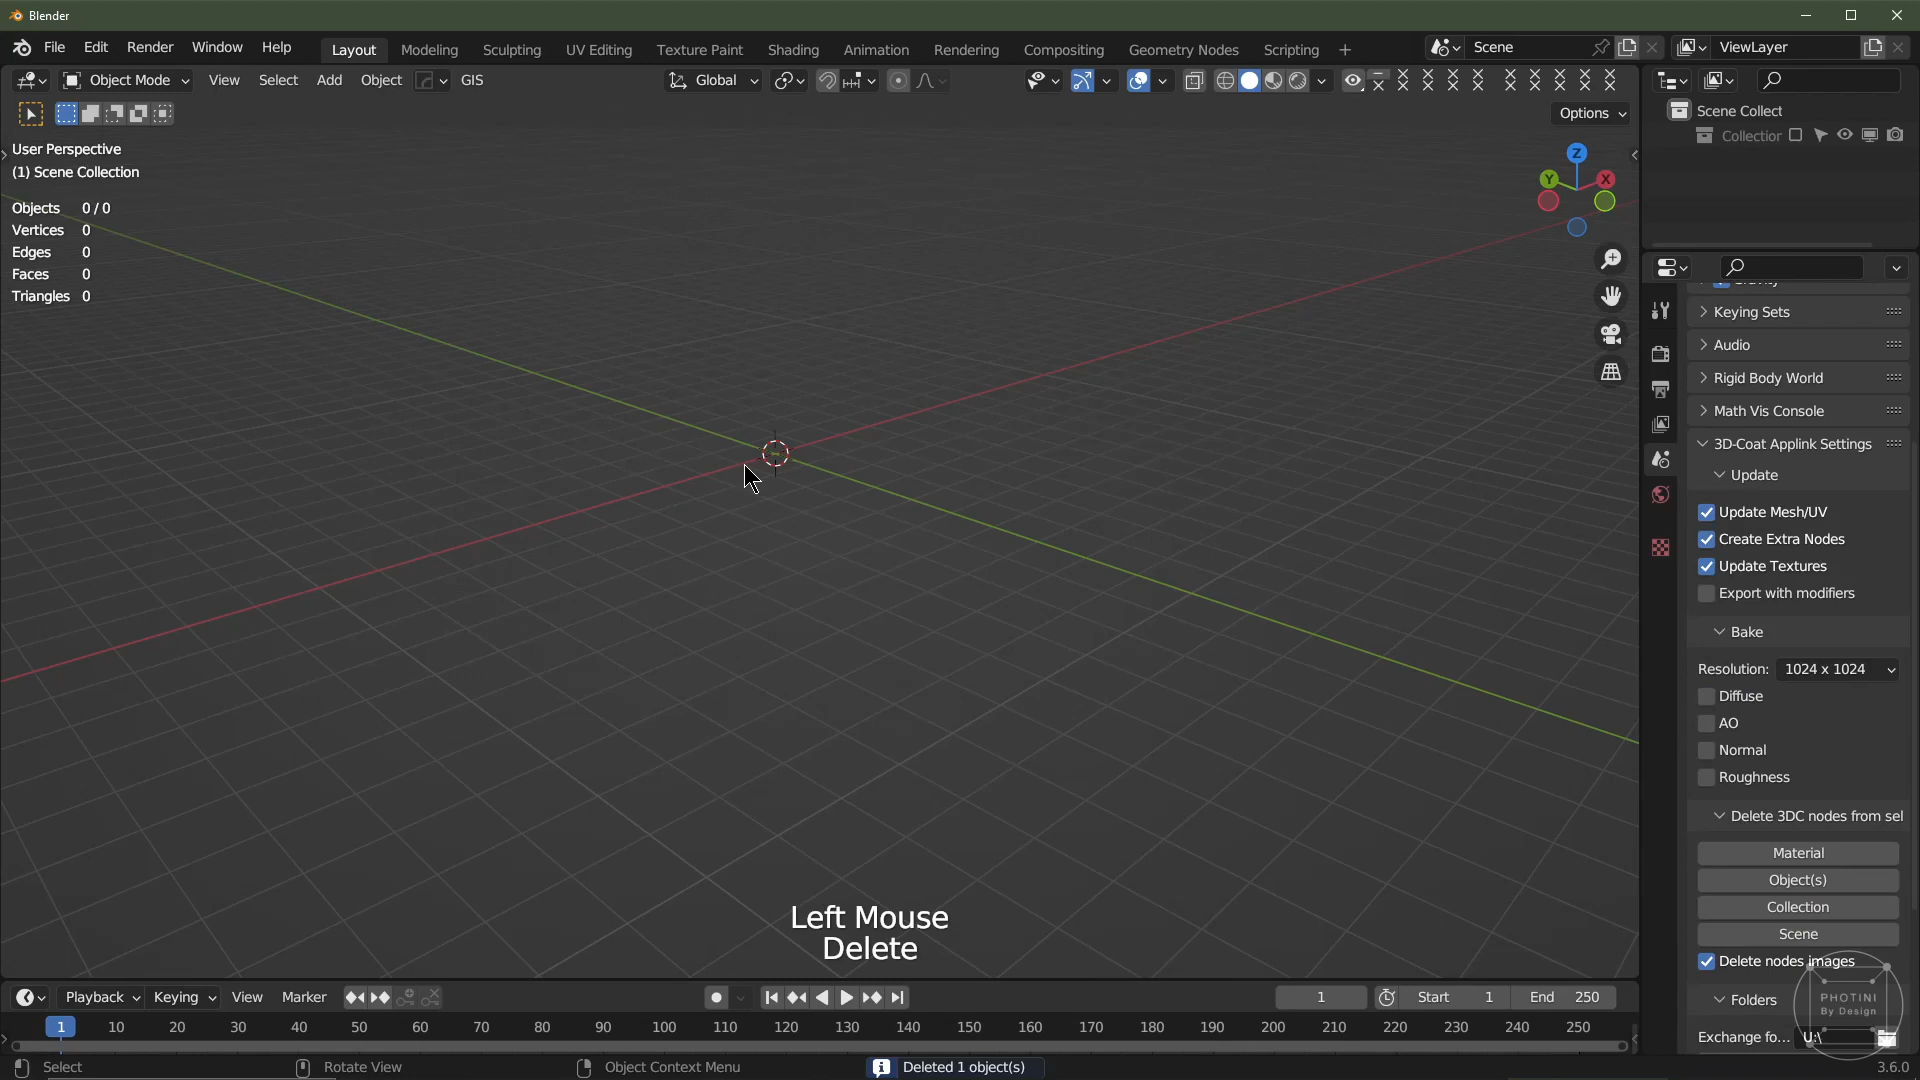 Blender
File Edit Render Window Help
Layout Modeling Sculpting UV Editing Texture Paint Shading Animation Rendering Compositing Geometry Nodes Scripting +
Scene
ViewLayer
Object Mode View Select Add Object GIS
Global
Options
User Perspective
(1) Scene Collection
Objects 0 / 0
Vertices 0
Edges 0
Faces 0
Triangles 0
Z
Y
X
Scene Collect
Collection
Keying Sets
Audio
Rigid Body World
Math Vis Console
3D-Coat Applink Settings
Update
Update Mesh/UV
Create Extra Nodes
Update Textures
Export with modifiers
Bake
Resolution: 1024 x 1024
Diffuse
AO
Normal
Roughness
Delete 3DC nodes from sel
Material
Object(s)
Collection
Scene
Delete nodes images
Folders
Exchange fo... U:\
PHOTINI
By Design
Left Mouse
Delete
Playback Keying View Marker
1
Start 1
End 250
1 10 20 30 40 50 60 70 80 90 100 110 120 130 140 150 160 170 180 190 200 210 220 230 240 250
Select
Rotate View
Object Context Menu
Deleted 1 object(s)
3.6.0